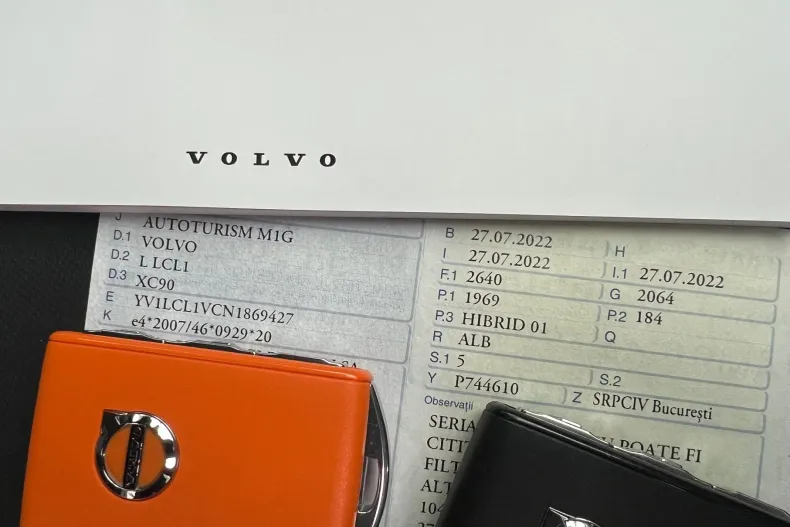 VOLVO
J AUTOTURISM M1G
D.1 VOLVO
D.2 L LCL1
D.3 XC90
E YV1LCL1VCN1869427
K e4*2007/46*0929*20
B 27.07.2022 H
I 27.07.2022 I.1 27.07.2022
F.1 2640 G 2064
P.1 1969 P.2 184
P.3 HIBRID 01 Q
R ALB
S.1 5 S.2
Y P744610 Z SRPCIV București
Observații
SERIA
CITI POATE FI
FILT
ALT
104
VOLVO